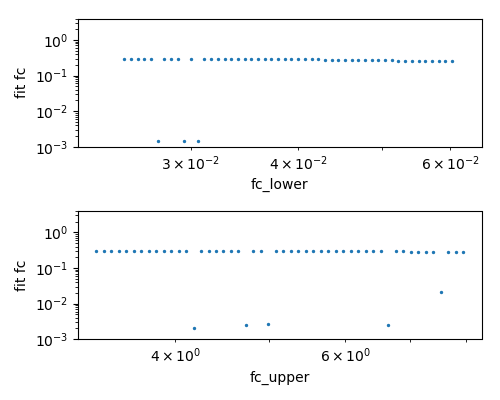 10⁰
10⁻¹
10⁻²
10⁻³
fit fc
3 × 10⁻² 4 × 10⁻² 6 × 10⁻²
fc_lower
10⁰
10⁻¹
10⁻²
10⁻³
fit fc
4 × 10⁰ 6 × 10⁰
fc_upper